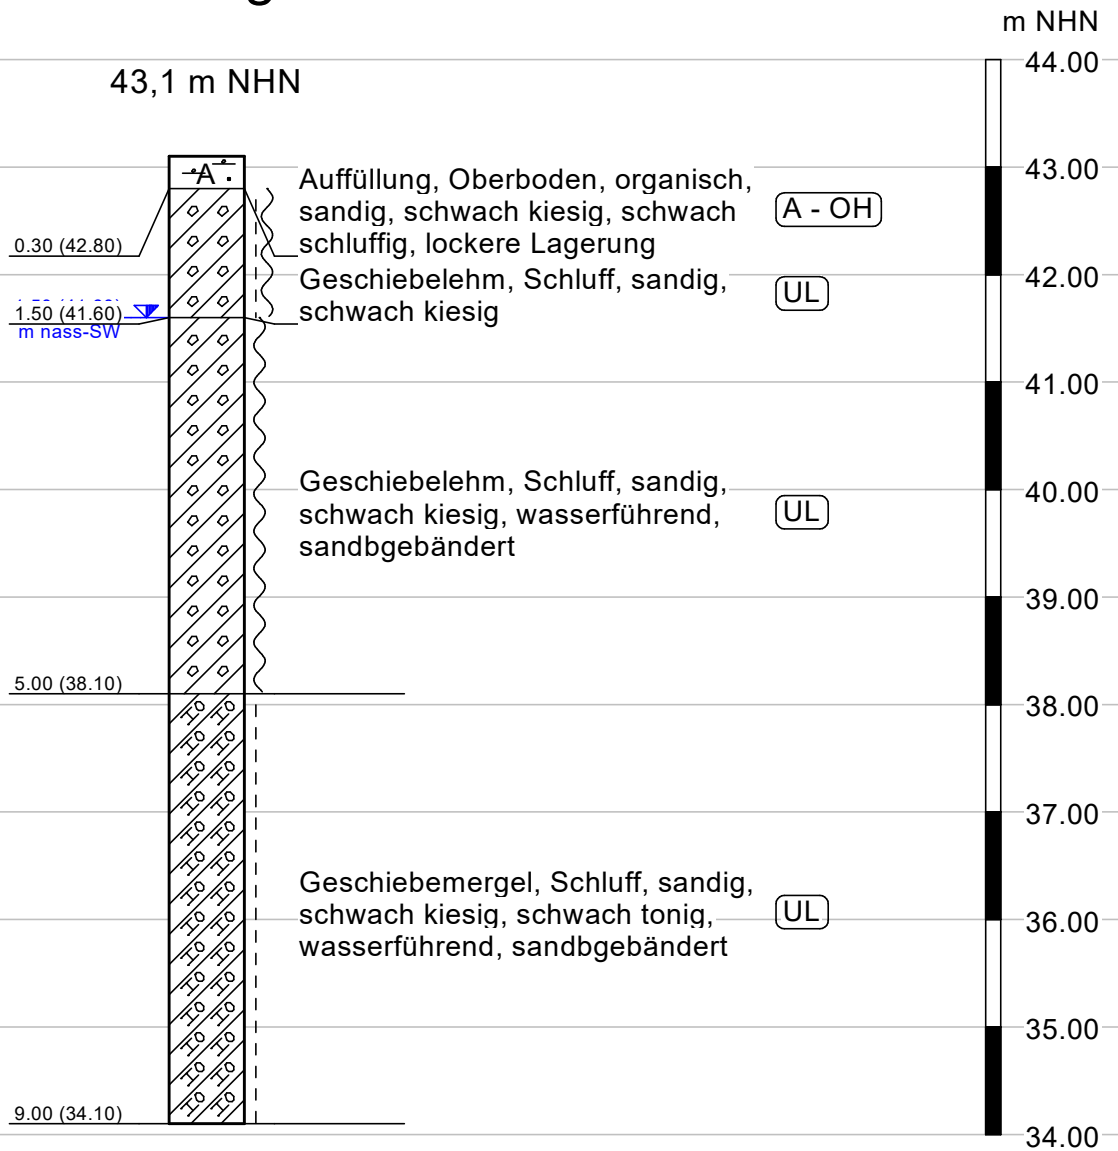 m NHN
44.00
43,1 m NHN
43.00
A
Auffüllung, Oberboden, organisch,
sandig, schwach kiesig, schwach
schluffig, lockere Lagerung
A - OH
0.30 (42.80)
42.00
Geschiebelehm, Schluff, sandig,
schwach kiesig
UL
1.50 (41.60)
m nass-SW
41.00
Geschiebelehm, Schluff, sandig,
schwach kiesig, wasserführend,
sandbgebändert
UL
40.00
39.00
5.00 (38.10)
38.00
37.00
Geschiebemergel, Schluff, sandig,
schwach kiesig, schwach tonig,
wasserführend, sandbgebändert
UL
36.00
35.00
9.00 (34.10)
34.00